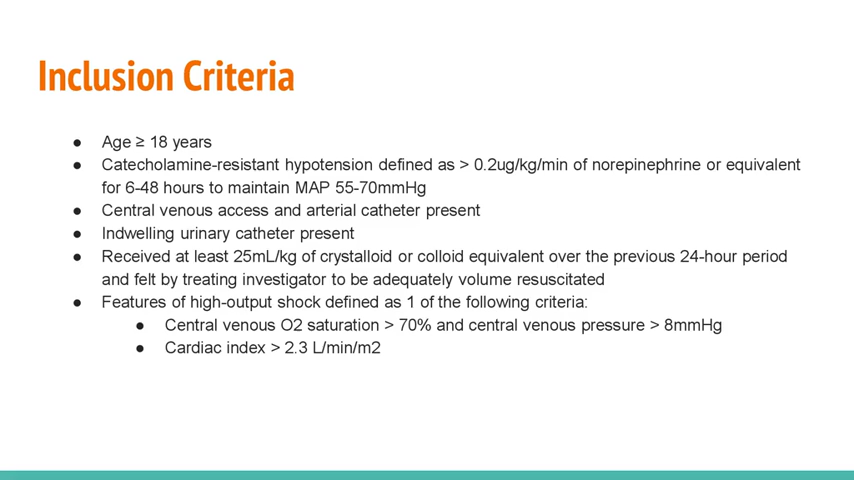 Inclusion Criteria
● Age ≥ 18 years
● Catecholamine-resistant hypotension defined as > 0.2ug/kg/min of norepinephrine or equivalent
for 6-48 hours to maintain MAP 55-70mmHg
● Central venous access and arterial catheter present
● Indwelling urinary catheter present
● Received at least 25mL/kg of crystalloid or colloid equivalent over the previous 24-hour period
and felt by treating investigator to be adequately volume resuscitated
● Features of high-output shock defined as 1 of the following criteria:
● Central venous O2 saturation > 70% and central venous pressure > 8mmHg
● Cardiac index > 2.3 L/min/m2